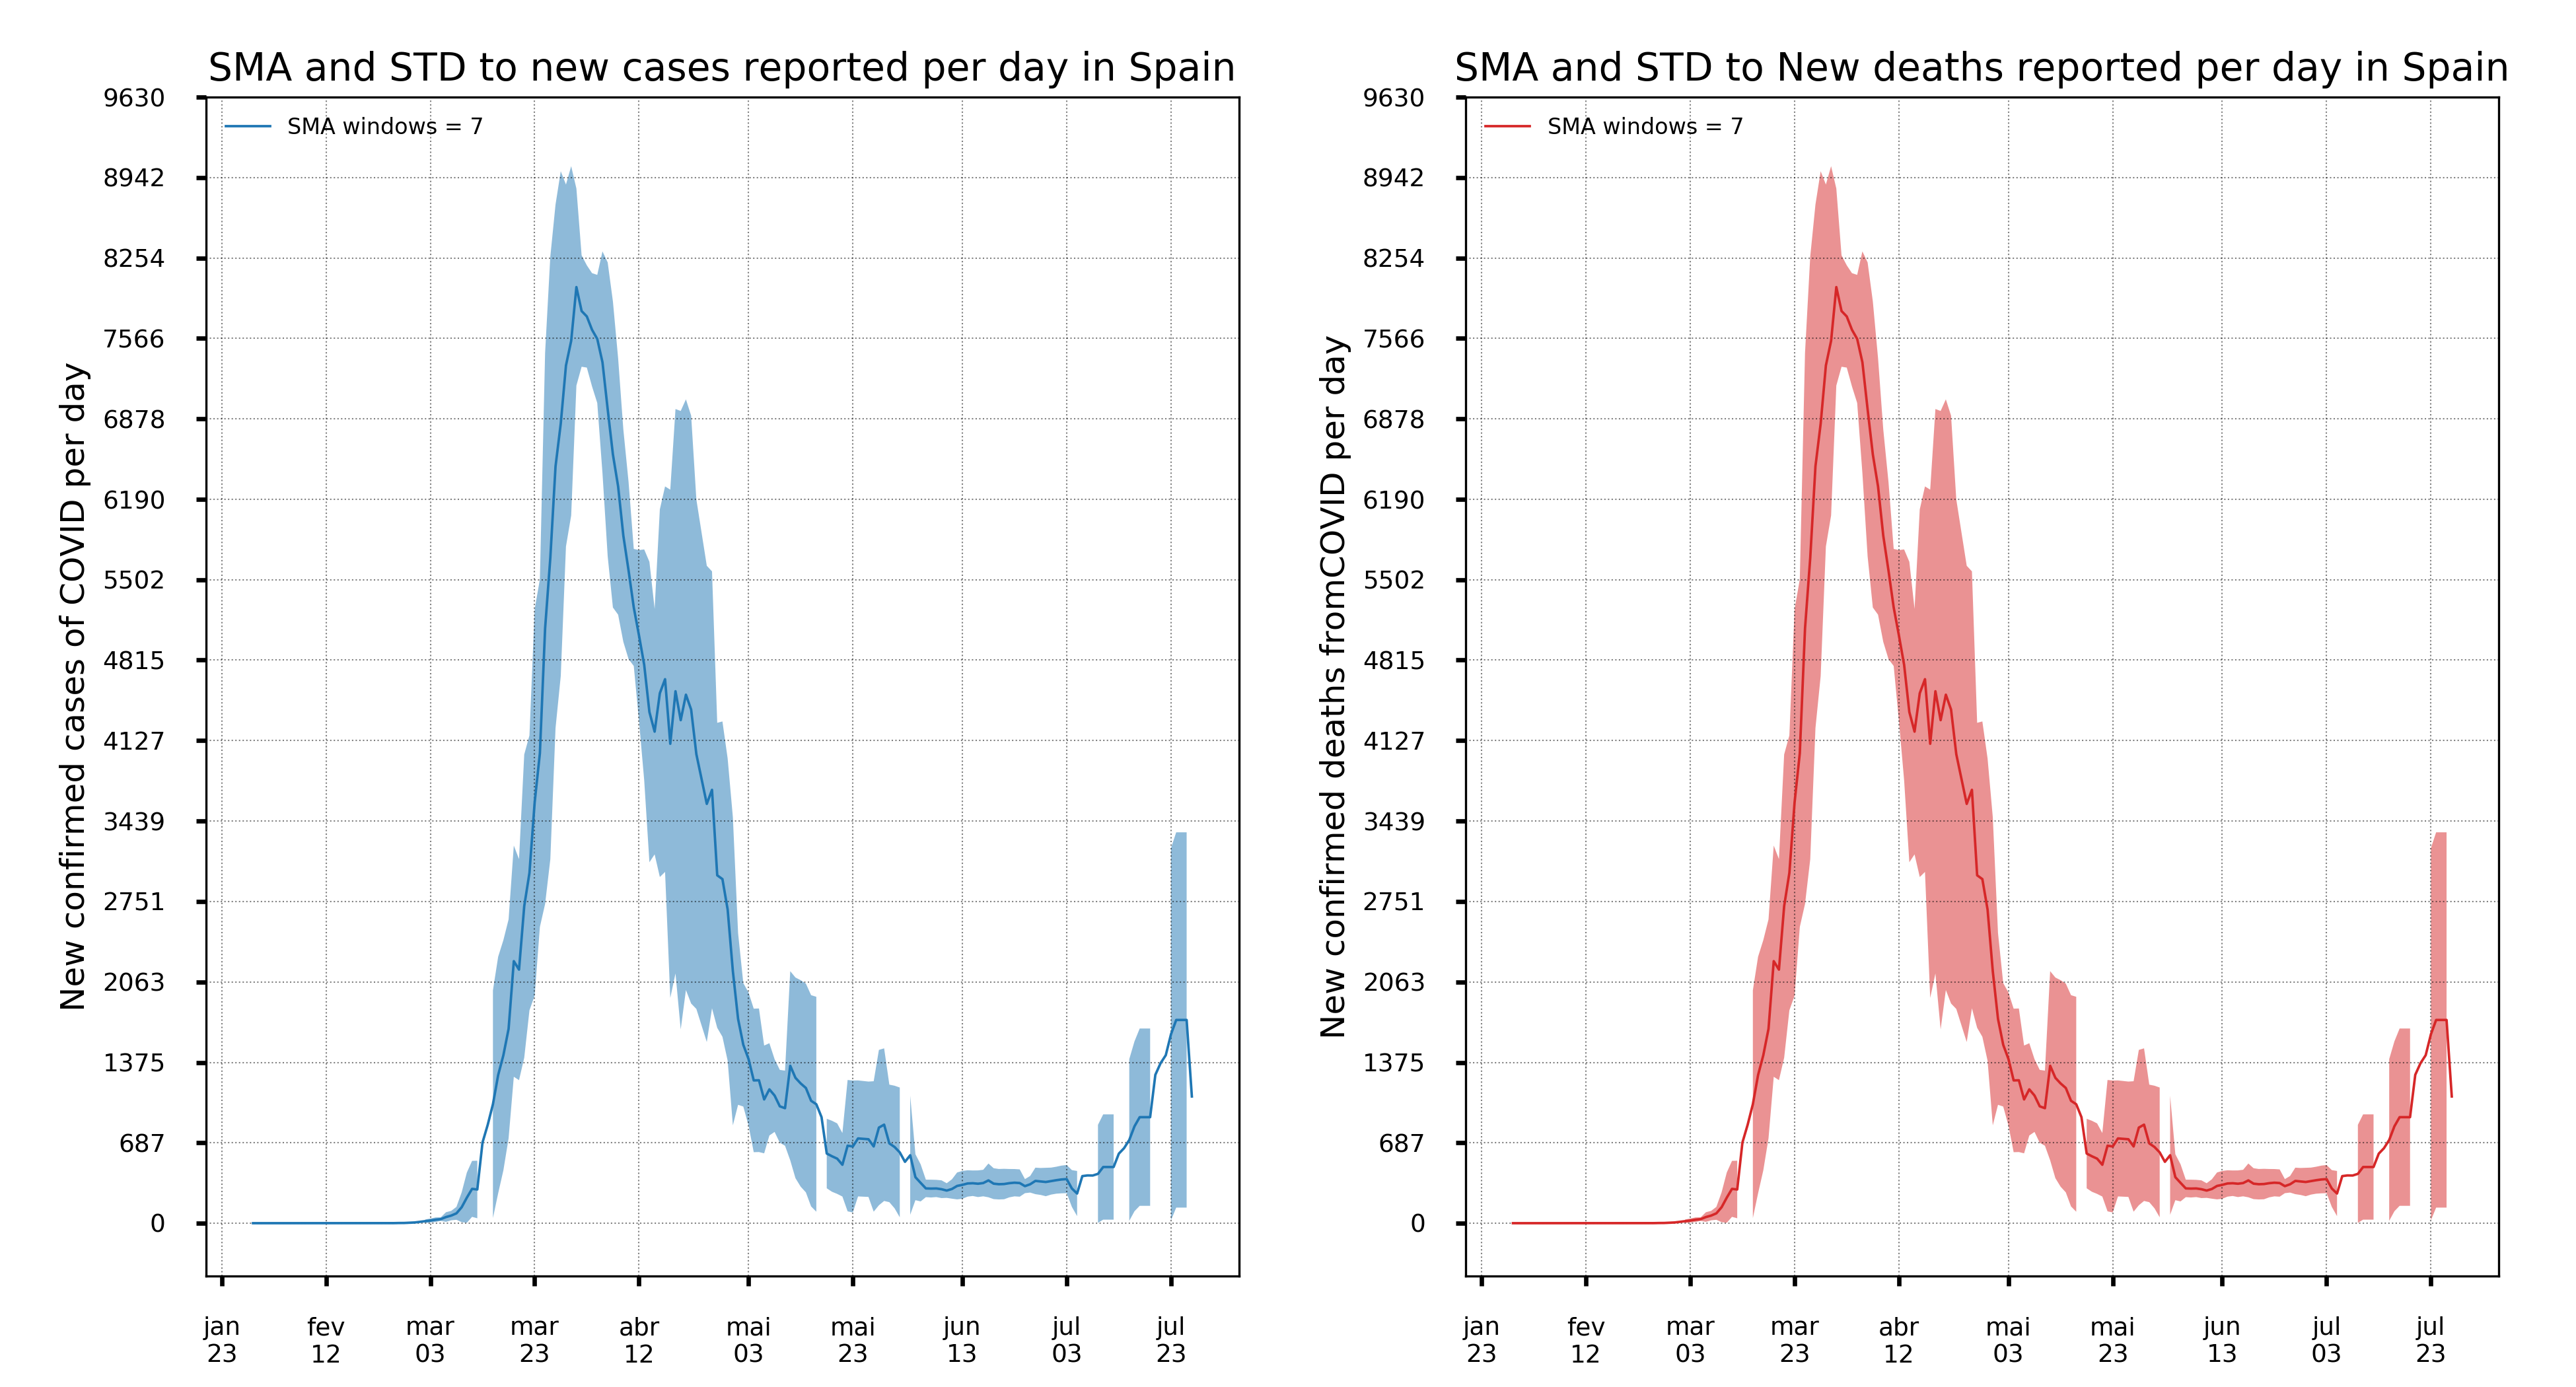 SMA and STD to new cases reported per day in Spain
SMA windows = 7
New confirmed cases of COVID per day
9630
8942
8254
7566
6878
6190
5502
4815
4127
3439
2751
2063
1375
687
0
jan 23
fev 12
mar 03
mar 23
abr 12
mai 03
mai 23
jun 13
jul 03
jul 23
SMA and STD to New deaths reported per day in Spain
SMA windows = 7
New confirmed deaths fromCOVID per day
9630
8942
8254
7566
6878
6190
5502
4815
4127
3439
2751
2063
1375
687
0
jan 23
fev 12
mar 03
mar 23
abr 12
mai 03
mai 23
jun 13
jul 03
jul 23